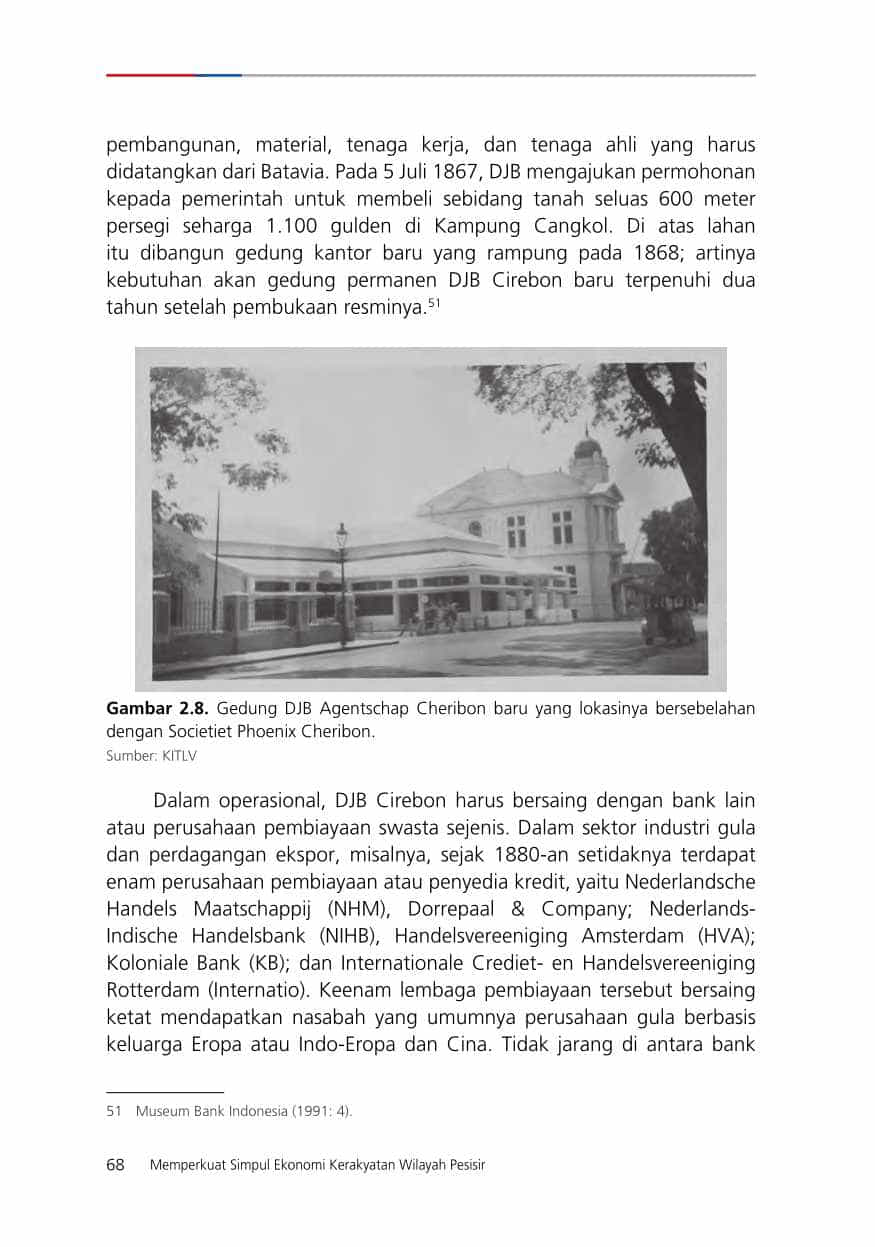 pembangunan, material, tenaga kerja, dan tenaga ahli yang harus
didatangkan dari Batavia. Pada 5 Juli 1867, DJB mengajukan permohonan
kepada pemerintah untuk membeli sebidang tanah seluas 600 meter
persegi seharga 1.100 gulden di Kampung Cangkol. Di atas lahan
itu dibangun gedung kantor baru yang rampung pada 1868; artinya
kebutuhan akan gedung permanen DJB Cirebon baru terpenuhi dua
tahun setelah pembukaan resminya.51
Gambar 2.8. Gedung DJB Agentschap Cheribon baru yang lokasinya bersebelahan
dengan Societiet Phoenix Cheribon.
Sumber: KITLV
Dalam operasional, DJB Cirebon harus bersaing dengan bank lain
atau perusahaan pembiayaan swasta sejenis. Dalam sektor industri gula
dan perdagangan ekspor, misalnya, sejak 1880-an setidaknya terdapat
enam perusahaan pembiayaan atau penyedia kredit, yaitu Nederlandsche
Handels Maatschappij (NHM), Dorrepaal & Company; Nederlands-
Indische Handelsbank (NIHB), Handelsvereeniging Amsterdam (HVA);
Koloniale Bank (KB); dan Internationale Crediet- en Handelsvereeniging
Rotterdam (Internatio). Keenam lembaga pembiayaan tersebut bersaing
ketat mendapatkan nasabah yang umumnya perusahaan gula berbasis
keluarga Eropa atau Indo-Eropa dan Cina. Tidak jarang di antara bank
51 Museum Bank Indonesia (1991: 4).
68 Memperkuat Simpul Ekonomi Kerakyatan Wilayah Pesisir